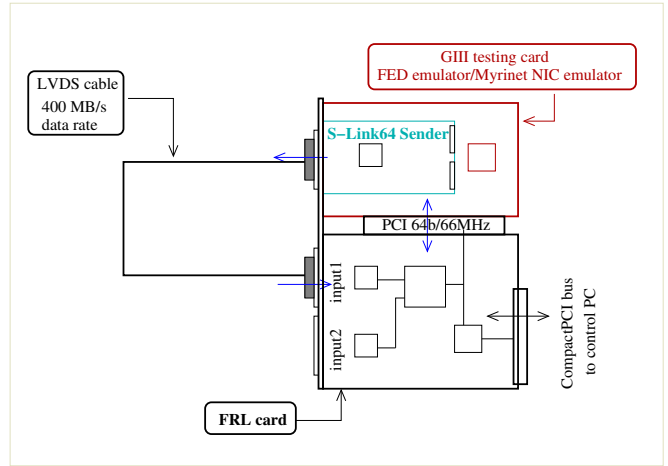 GIII testing card
FED emulator/Myrinet NIC emulator
LVDS cable
400 MB/s
data rate
S−Link64 Sender
PCI 64b/66MHz
input1
input2
CompactPCI bus
to control PC
FRL card